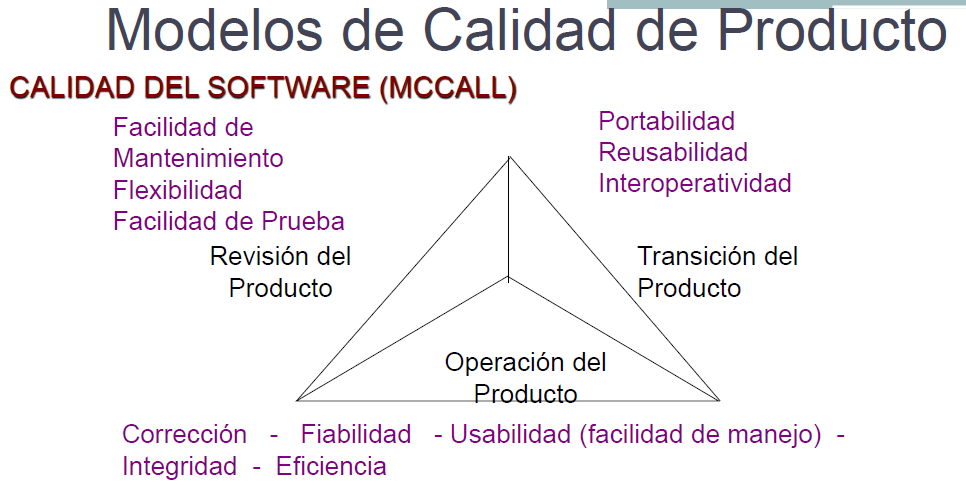 Modelos de Calidad de Producto
CALIDAD DEL SOFTWARE (MCCALL)
Facilidad de
Mantenimiento
Flexibilidad
Facilidad de Prueba
Portabilidad
Reusabilidad
Interoperatividad
Revisión del
Producto
Transición del
Producto
Operación del
Producto
Corrección - Fiabilidad - Usabilidad (facilidad de manejo) -
Integridad - Eficiencia